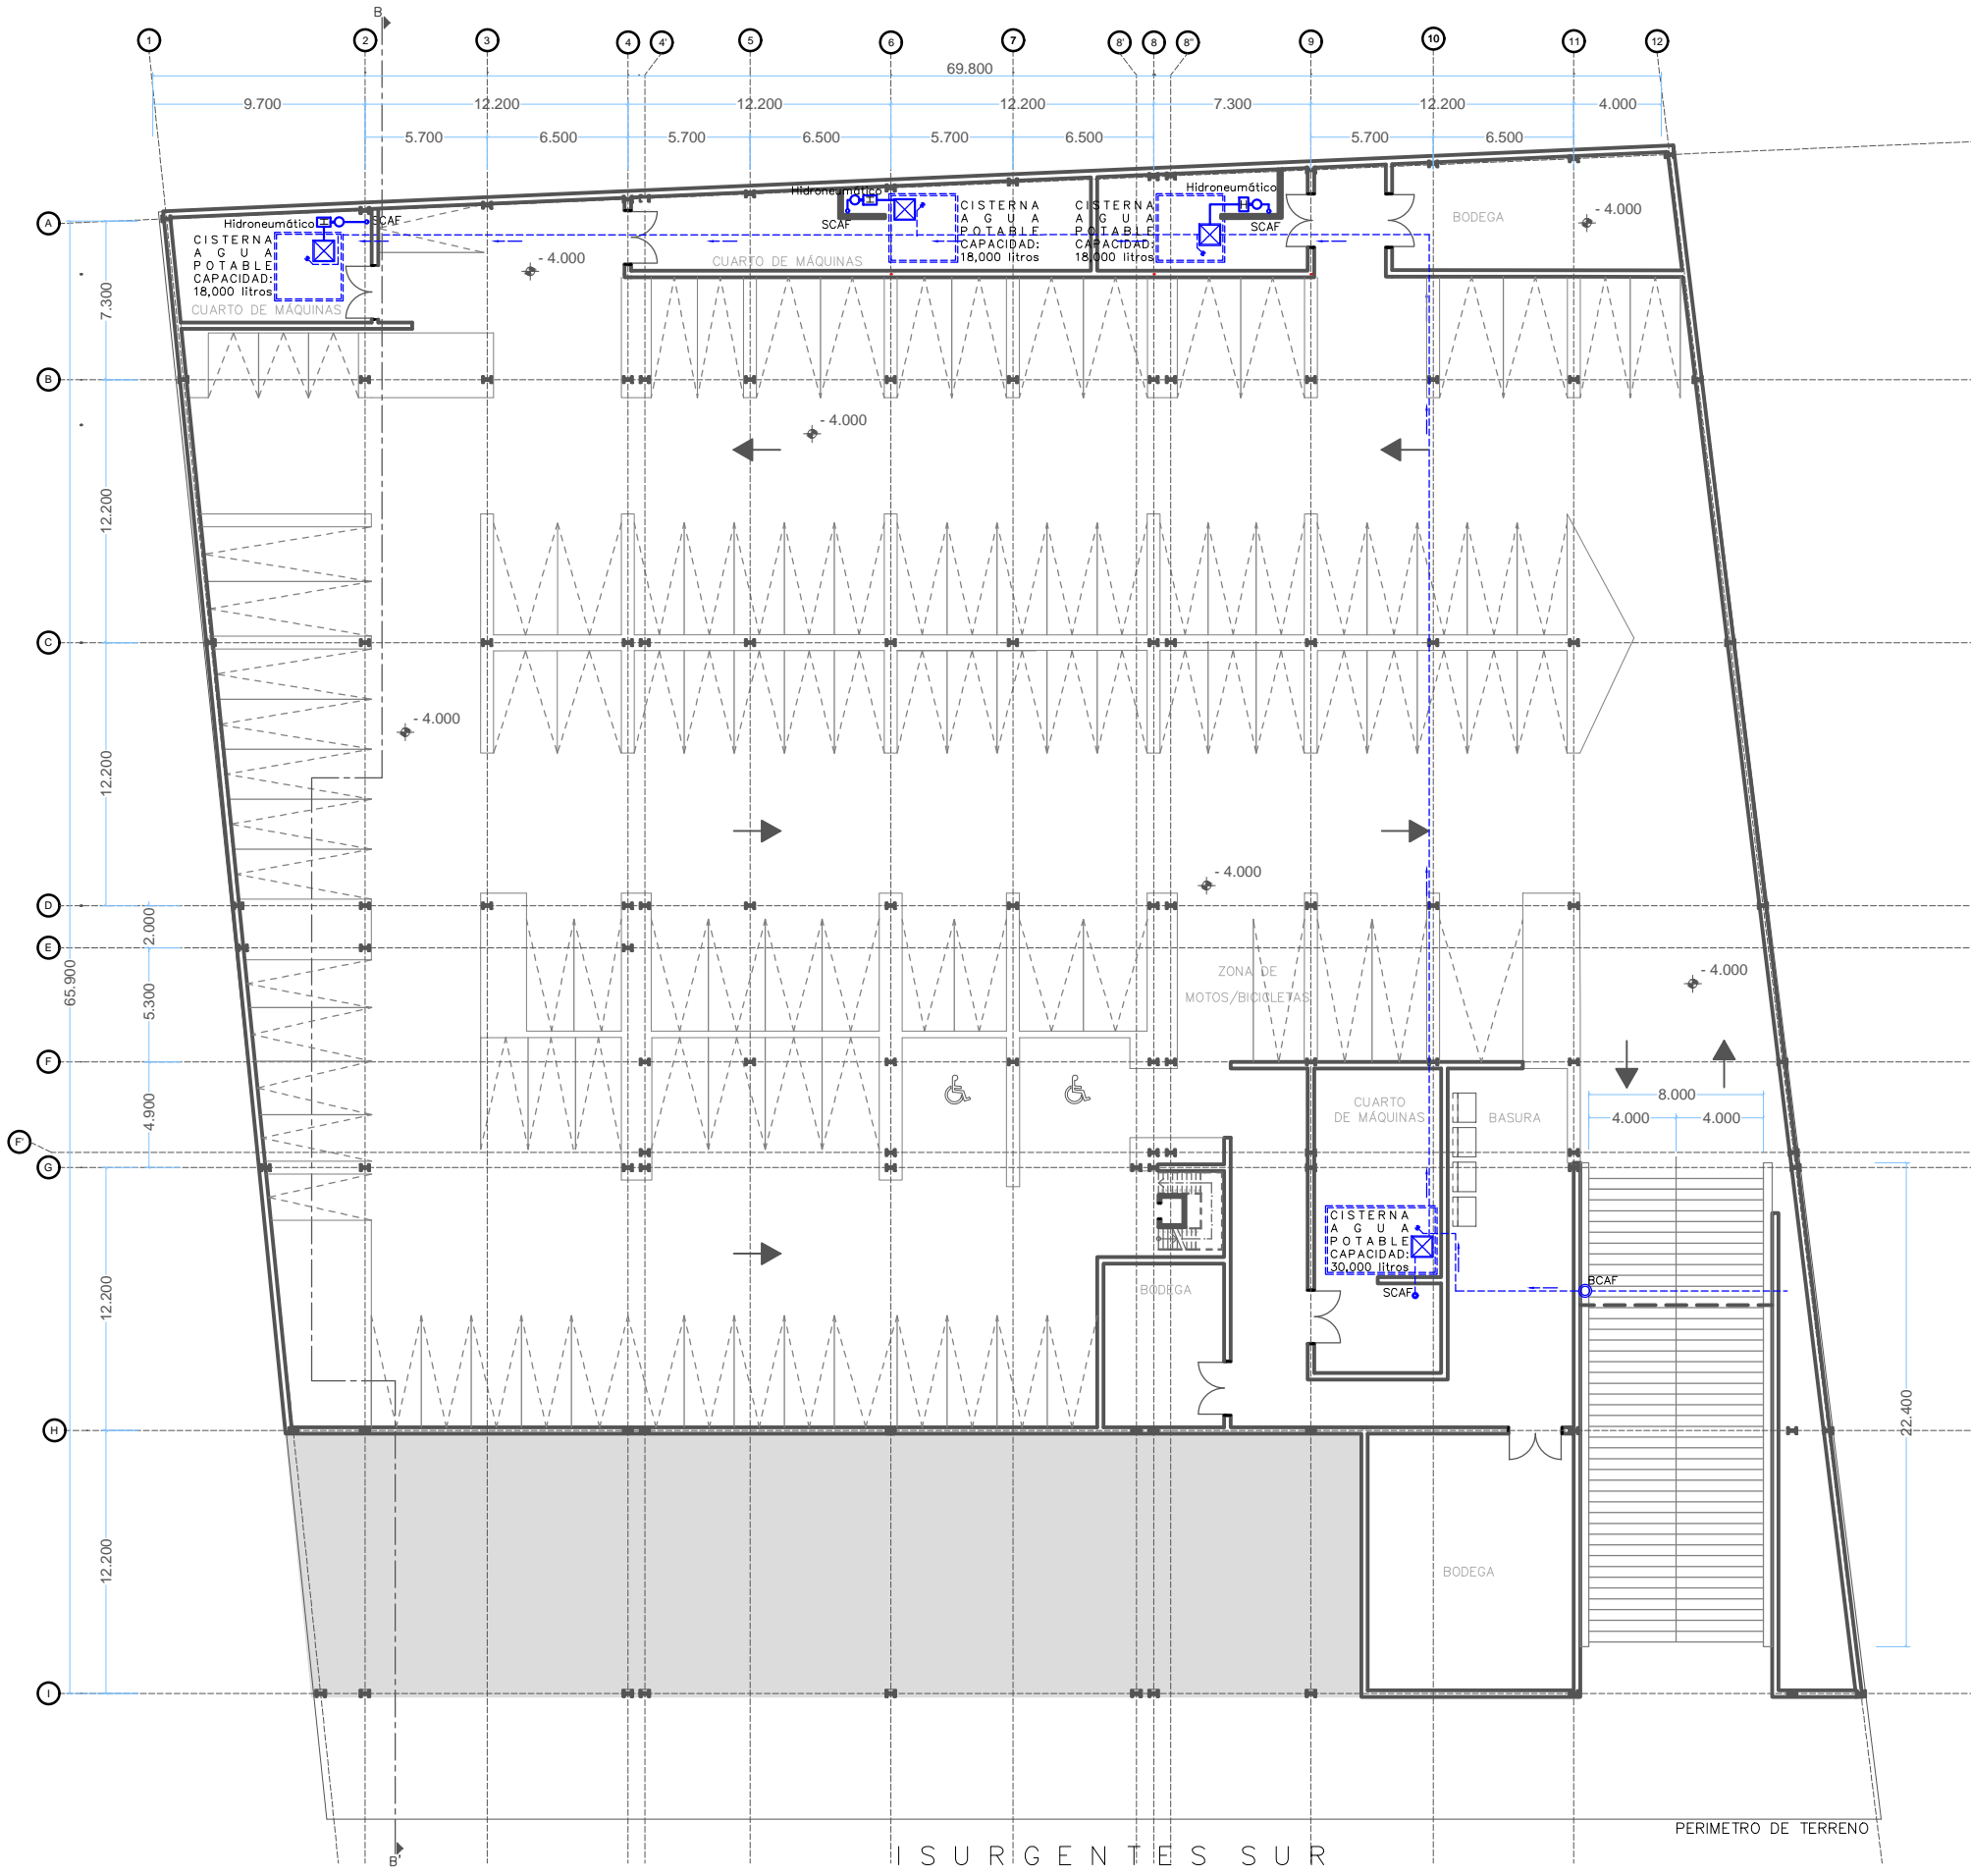 B
1
2
3
4
4'
5
6
7
8'
8
8"
9
10
11
12
69.800
9.700
12.200
12.200
12.200
7.300
12.200
4.000
5.700
6.500
5.700
6.500
5.700
6.500
5.700
6.500
A
Hidroneumático
SCAF
CISTERNA
AGUA
POTABLE
CAPACIDAD:
18,000 litros
CUARTO DE MÁQUINAS
- 4.000
Hidroneumático
SCAF
CUARTO DE MÁQUINAS
CISTERNA
AGUA
POTABLE
CAPACIDAD:
18,000 litros
CISTERNA
AGUA
POTABLE
CAPACIDAD:
18,000 litros
Hidroneumático
SCAF
BODEGA
- 4.000
7.300
B
- 4.000
12.200
C
- 4.000
12.200
- 4.000
D
2.000
E
65.900
5.300
ZONA DE
MOTOS/BICICLETAS
- 4.000
F
4.900
F'
G
CUARTO
DE MÁQUINAS
BASURA
8.000
4.000
4.000
CISTERNA
AGUA
POTABLE
CAPACIDAD:
30,000 litros
SCAF
BCAF
BODEGA
12.200
H
22.400
12.200
BODEGA
I
PERIMETRO DE TERRENO
B'
ISURGENTES SUR